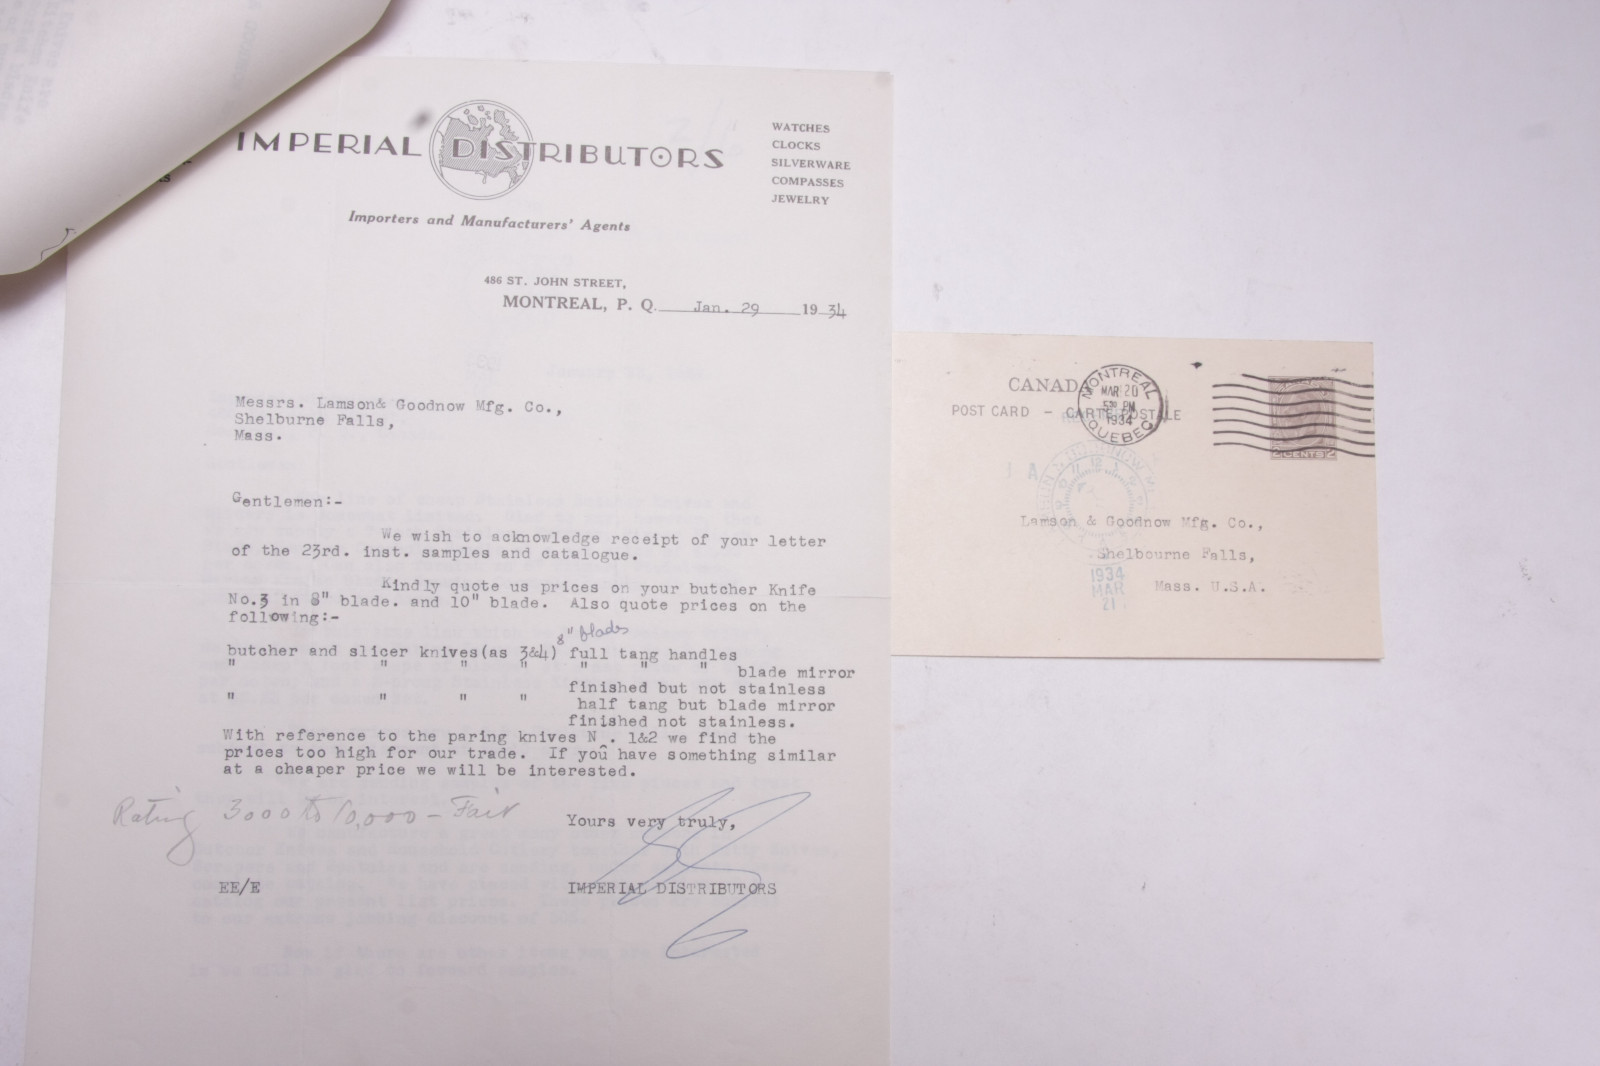 IMPERIAL DISTRIBUTORS
WATCHES
CLOCKS
SILVERWARE
COMPASSES
JEWELRY
Importers and Manufacturers' Agents
486 ST. JOHN STREET,
MONTREAL, P. Q. Jan. 29 1934
Messrs. Lamson& Goodnow Mfg. Co.,
Shelburne Falls,
Mass.
Gentlemen:-
We wish to acknowledge receipt of your letter
of the 23rd. inst. samples and catalogue.
Kindly quote us prices on your butcher Knife
No.3 in 8" blade. and 10" blade. Also quote prices on the
following:-
8" blades
butcher and slicer knives(as 3&4) full tang handles
" " " " " " " blade mirror
finished but not stainless
" " " " half tang but blade mirror
finished not stainless.
With reference to the paring knives N . 1&2 we find the
prices too high for our trade. If you have something similar
at a cheaper price we will be interested.
Rating 3000 to 10,000 - Fair
Yours very truly,
EE/E
IMPERIAL DISTRIBUTORS
CANADA
POST CARD - CARTE POSTALE
MONTREAL
MAR 20
5 30 PM
1934
QUEBEC
2 CENTS 2
Lamson & Goodnow Mfg. Co.,
Shelbourne Falls,
Mass. U.S.A.
1934
MAR
21